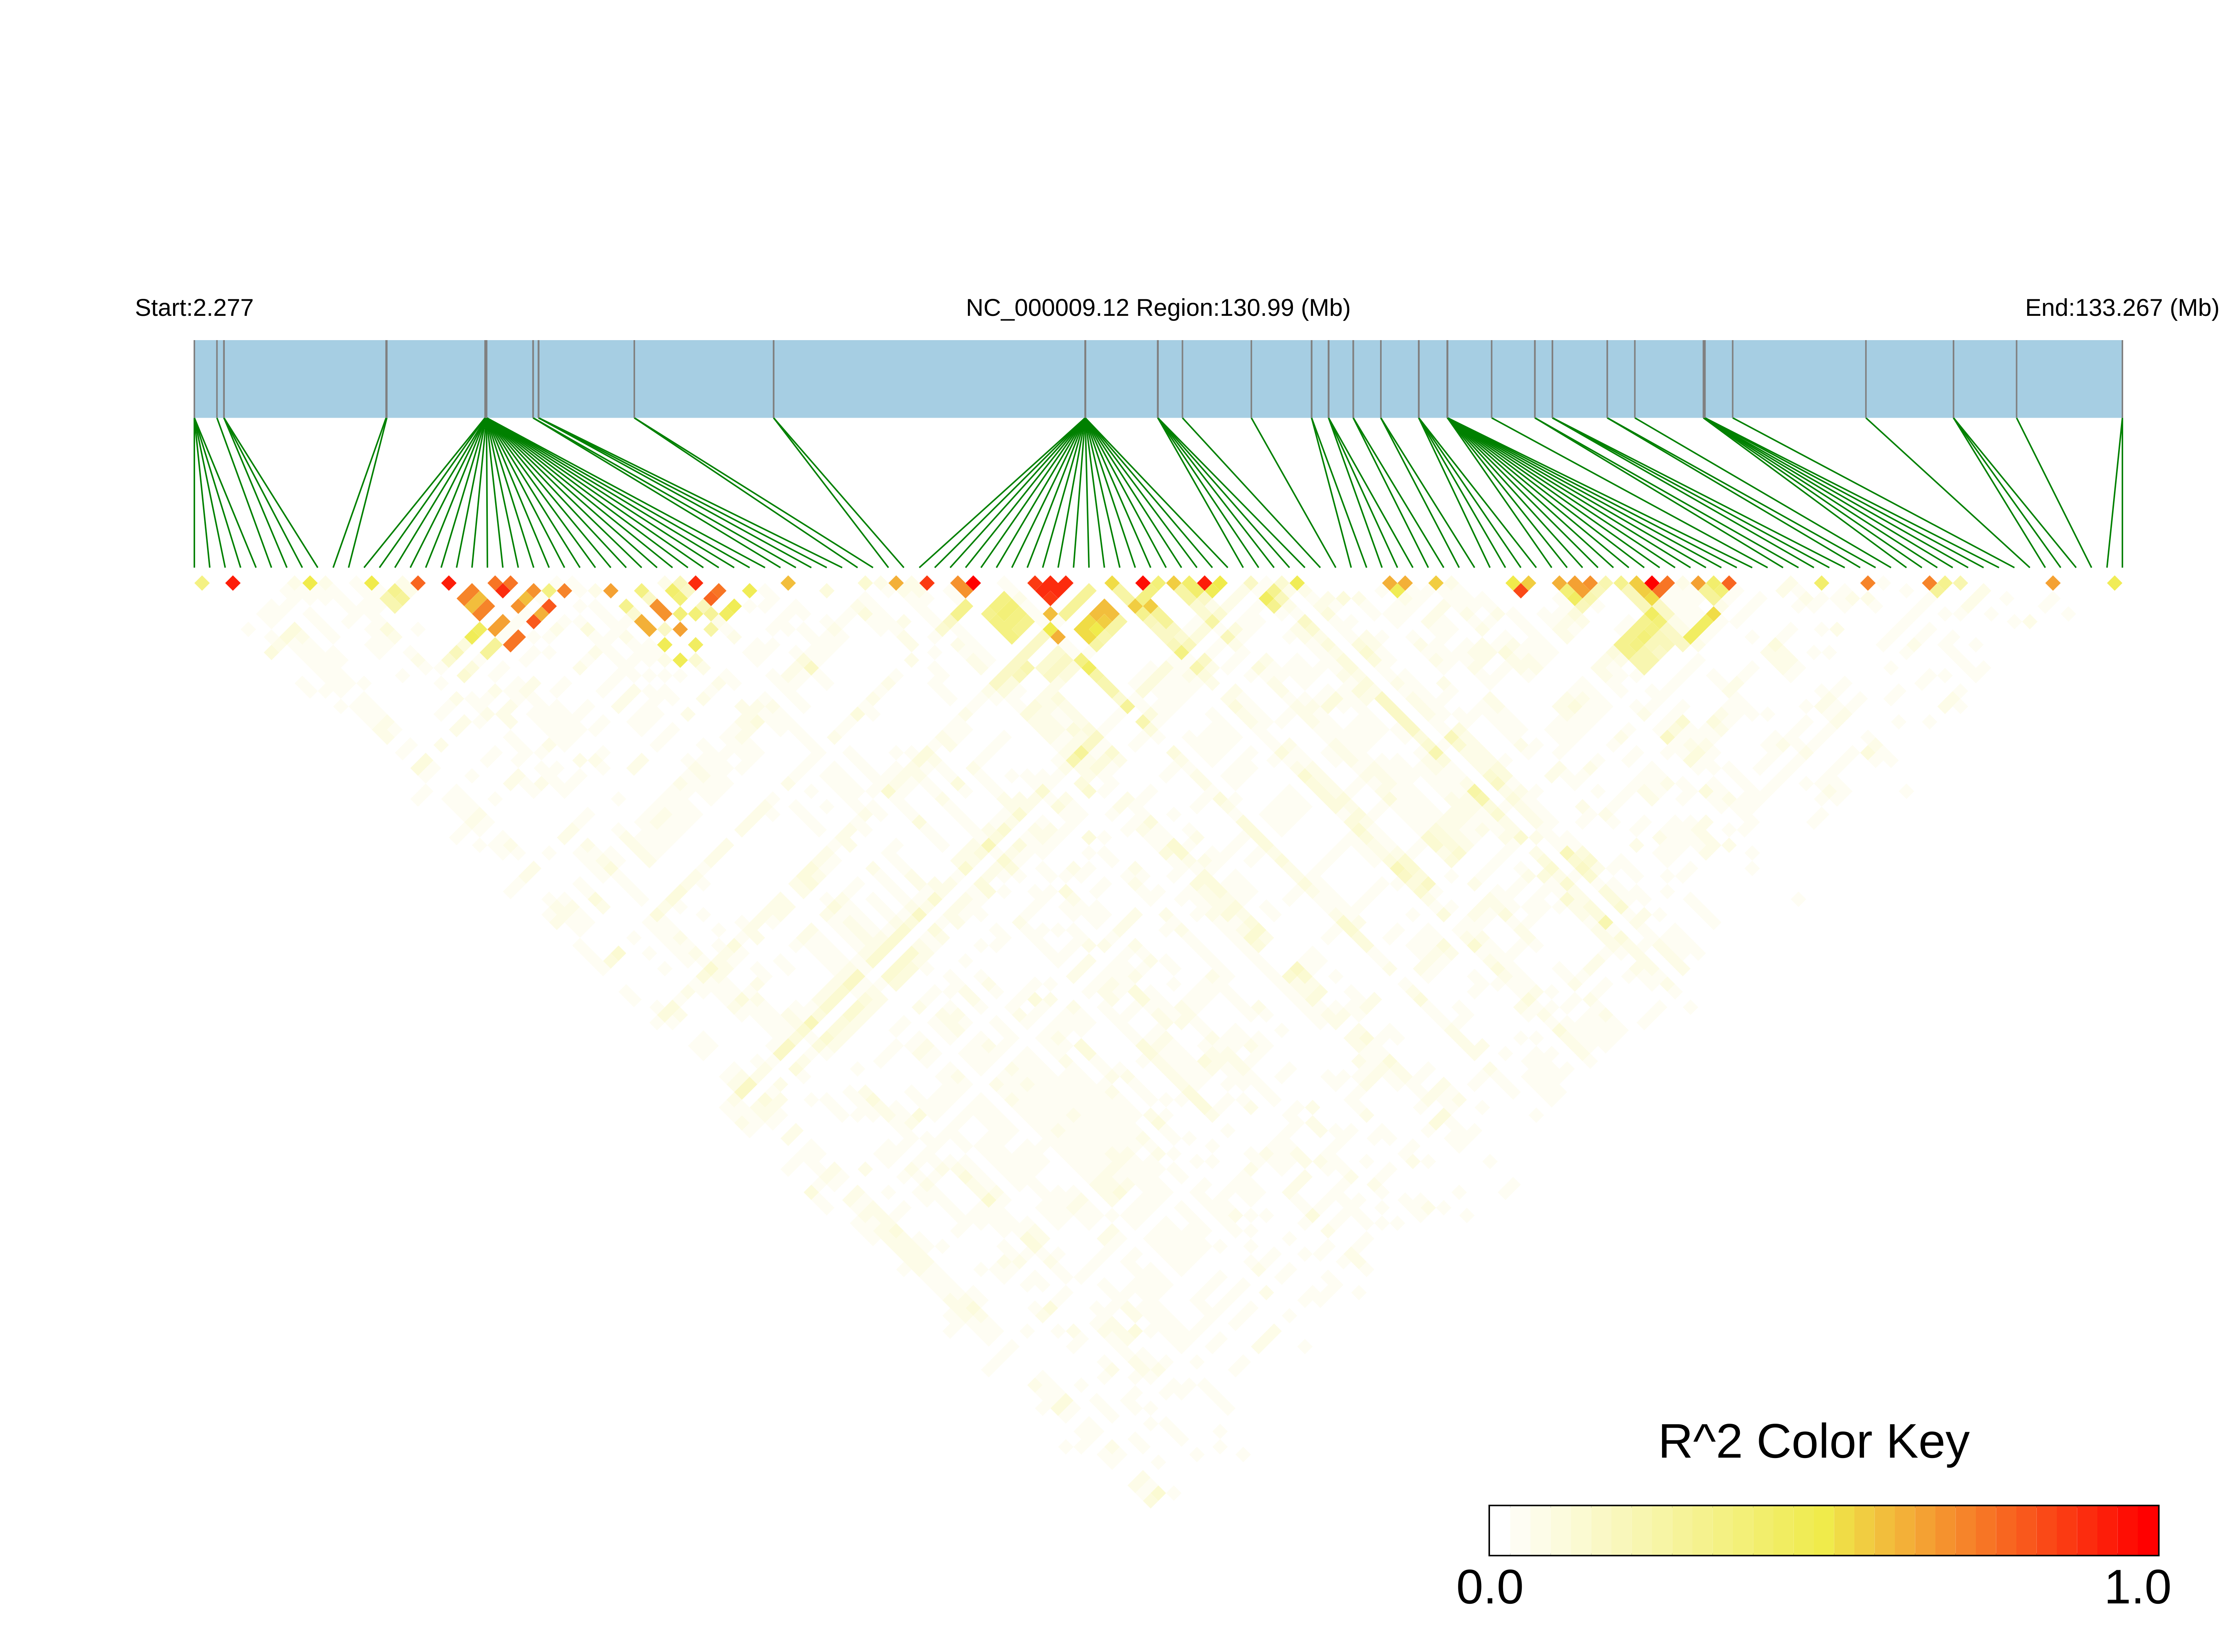 Start:2.277 NC_000009.12 Region:130.99 (Mb) End:133.267 (Mb)
R^2 Color Key
0.0 1.0